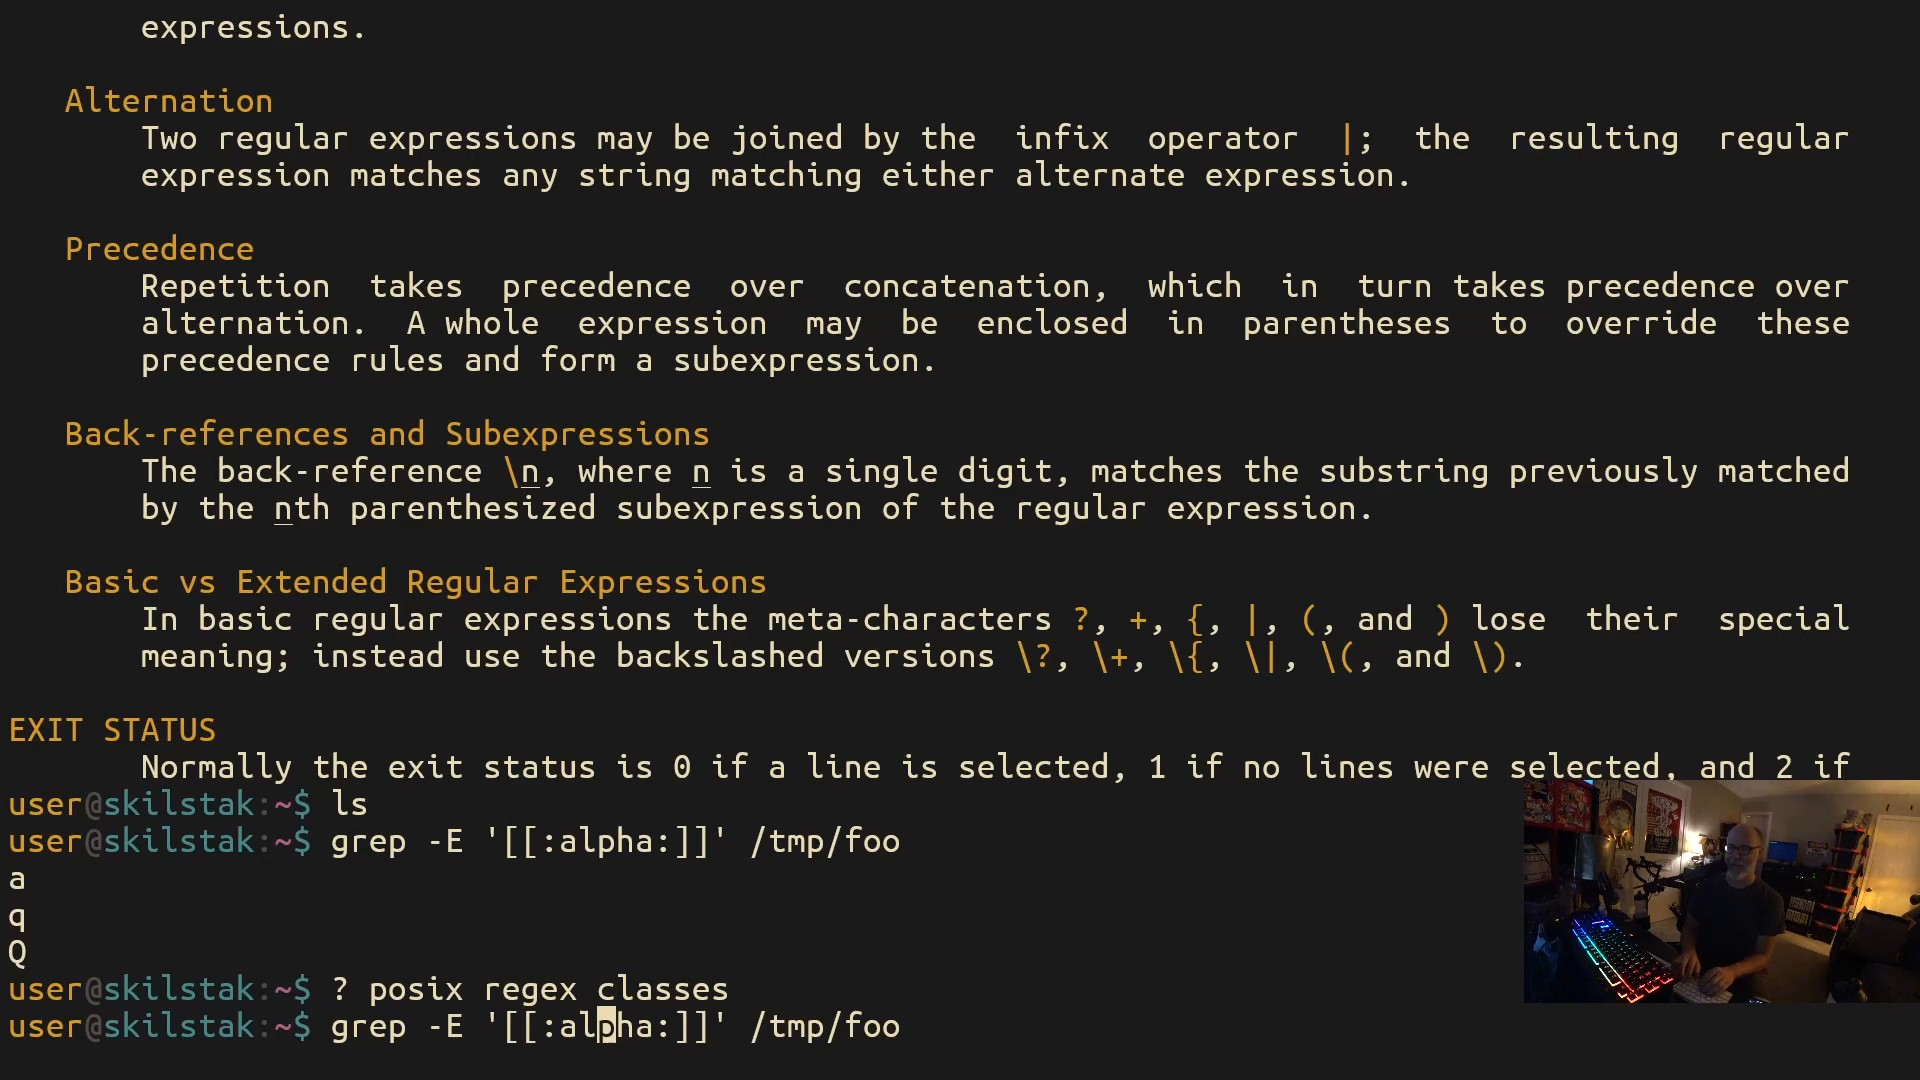 expressions.
Alternation
Two regular expressions may be joined by the infix operator |; the resulting regular
expression matches any string matching either alternate expression.
Precedence
Repetition takes precedence over concatenation, which in turn takes precedence over
alternation. A whole expression may be enclosed in parentheses to override these
precedence rules and form a subexpression.
Back-references and Subexpressions
The back-reference \n, where n is a single digit, matches the substring previously matched
by the nth parenthesized subexpression of the regular expression.
Basic vs Extended Regular Expressions
In basic regular expressions the meta-characters ?, +, {, |, (, and ) lose their special
meaning; instead use the backslashed versions \?, \+, \{, \|, \(, and \).
EXIT STATUS
Normally the exit status is 0 if a line is selected, 1 if no lines were selected, and 2 if
user@skilstak:~$ ls
user@skilstak:~$ grep -E '[[:alpha:]]' /tmp/foo
a
q
Q
user@skilstak:~$ ? posix regex classes
user@skilstak:~$ grep -E '[[:alpha:]]' /tmp/foo